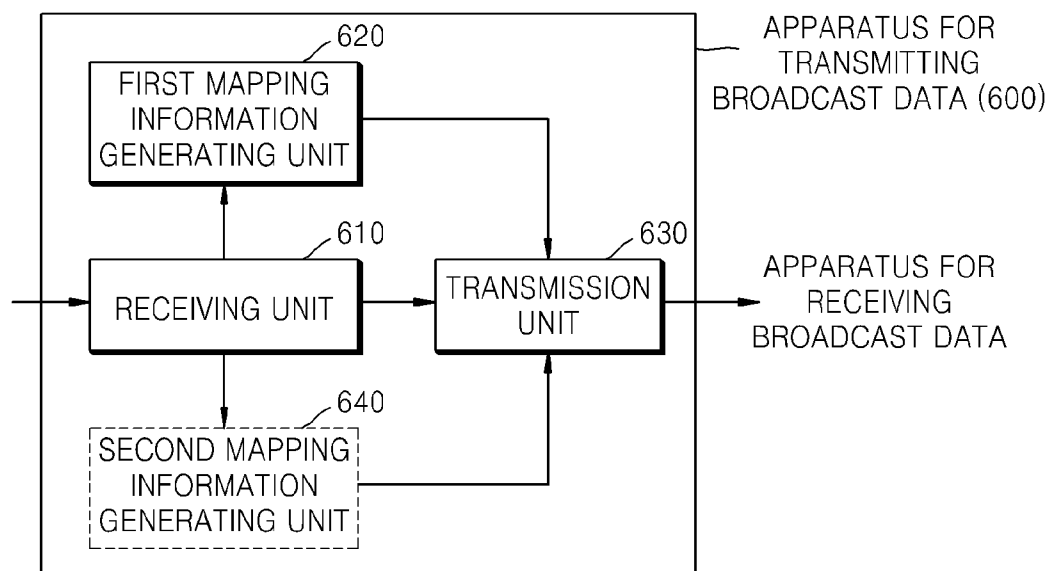 620
FIRST MAPPING
INFORMATION
GENERATING UNIT
610
RECEIVING UNIT
630
TRANSMISSION
UNIT
640
SECOND MAPPING
INFORMATION
GENERATING UNIT
APPARATUS FOR
TRANSMITTING
BROADCAST DATA (600)
APPARATUS FOR
RECEIVING
BROADCAST DATA